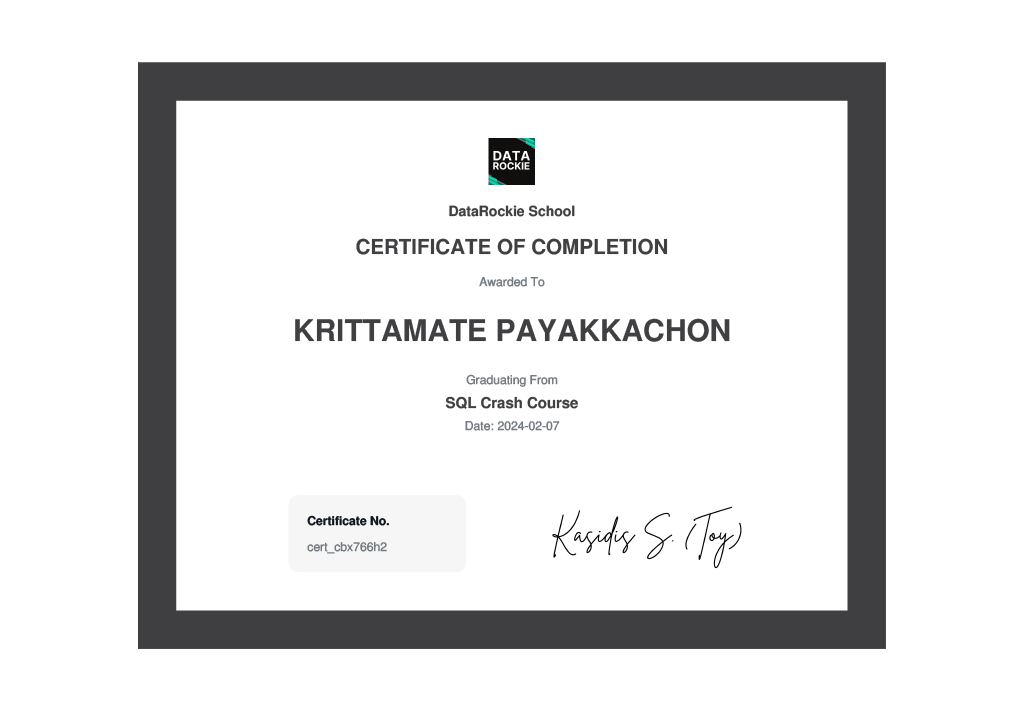 DATA
ROCKIE
DataRockie School
CERTIFICATE OF COMPLETION
Awarded To
KRITTAMATE PAYAKKACHON
Graduating From
SQL Crash Course
Date: 2024-02-07
Certificate No.
cert_cbx766h2
Kasidis S. (Toy)